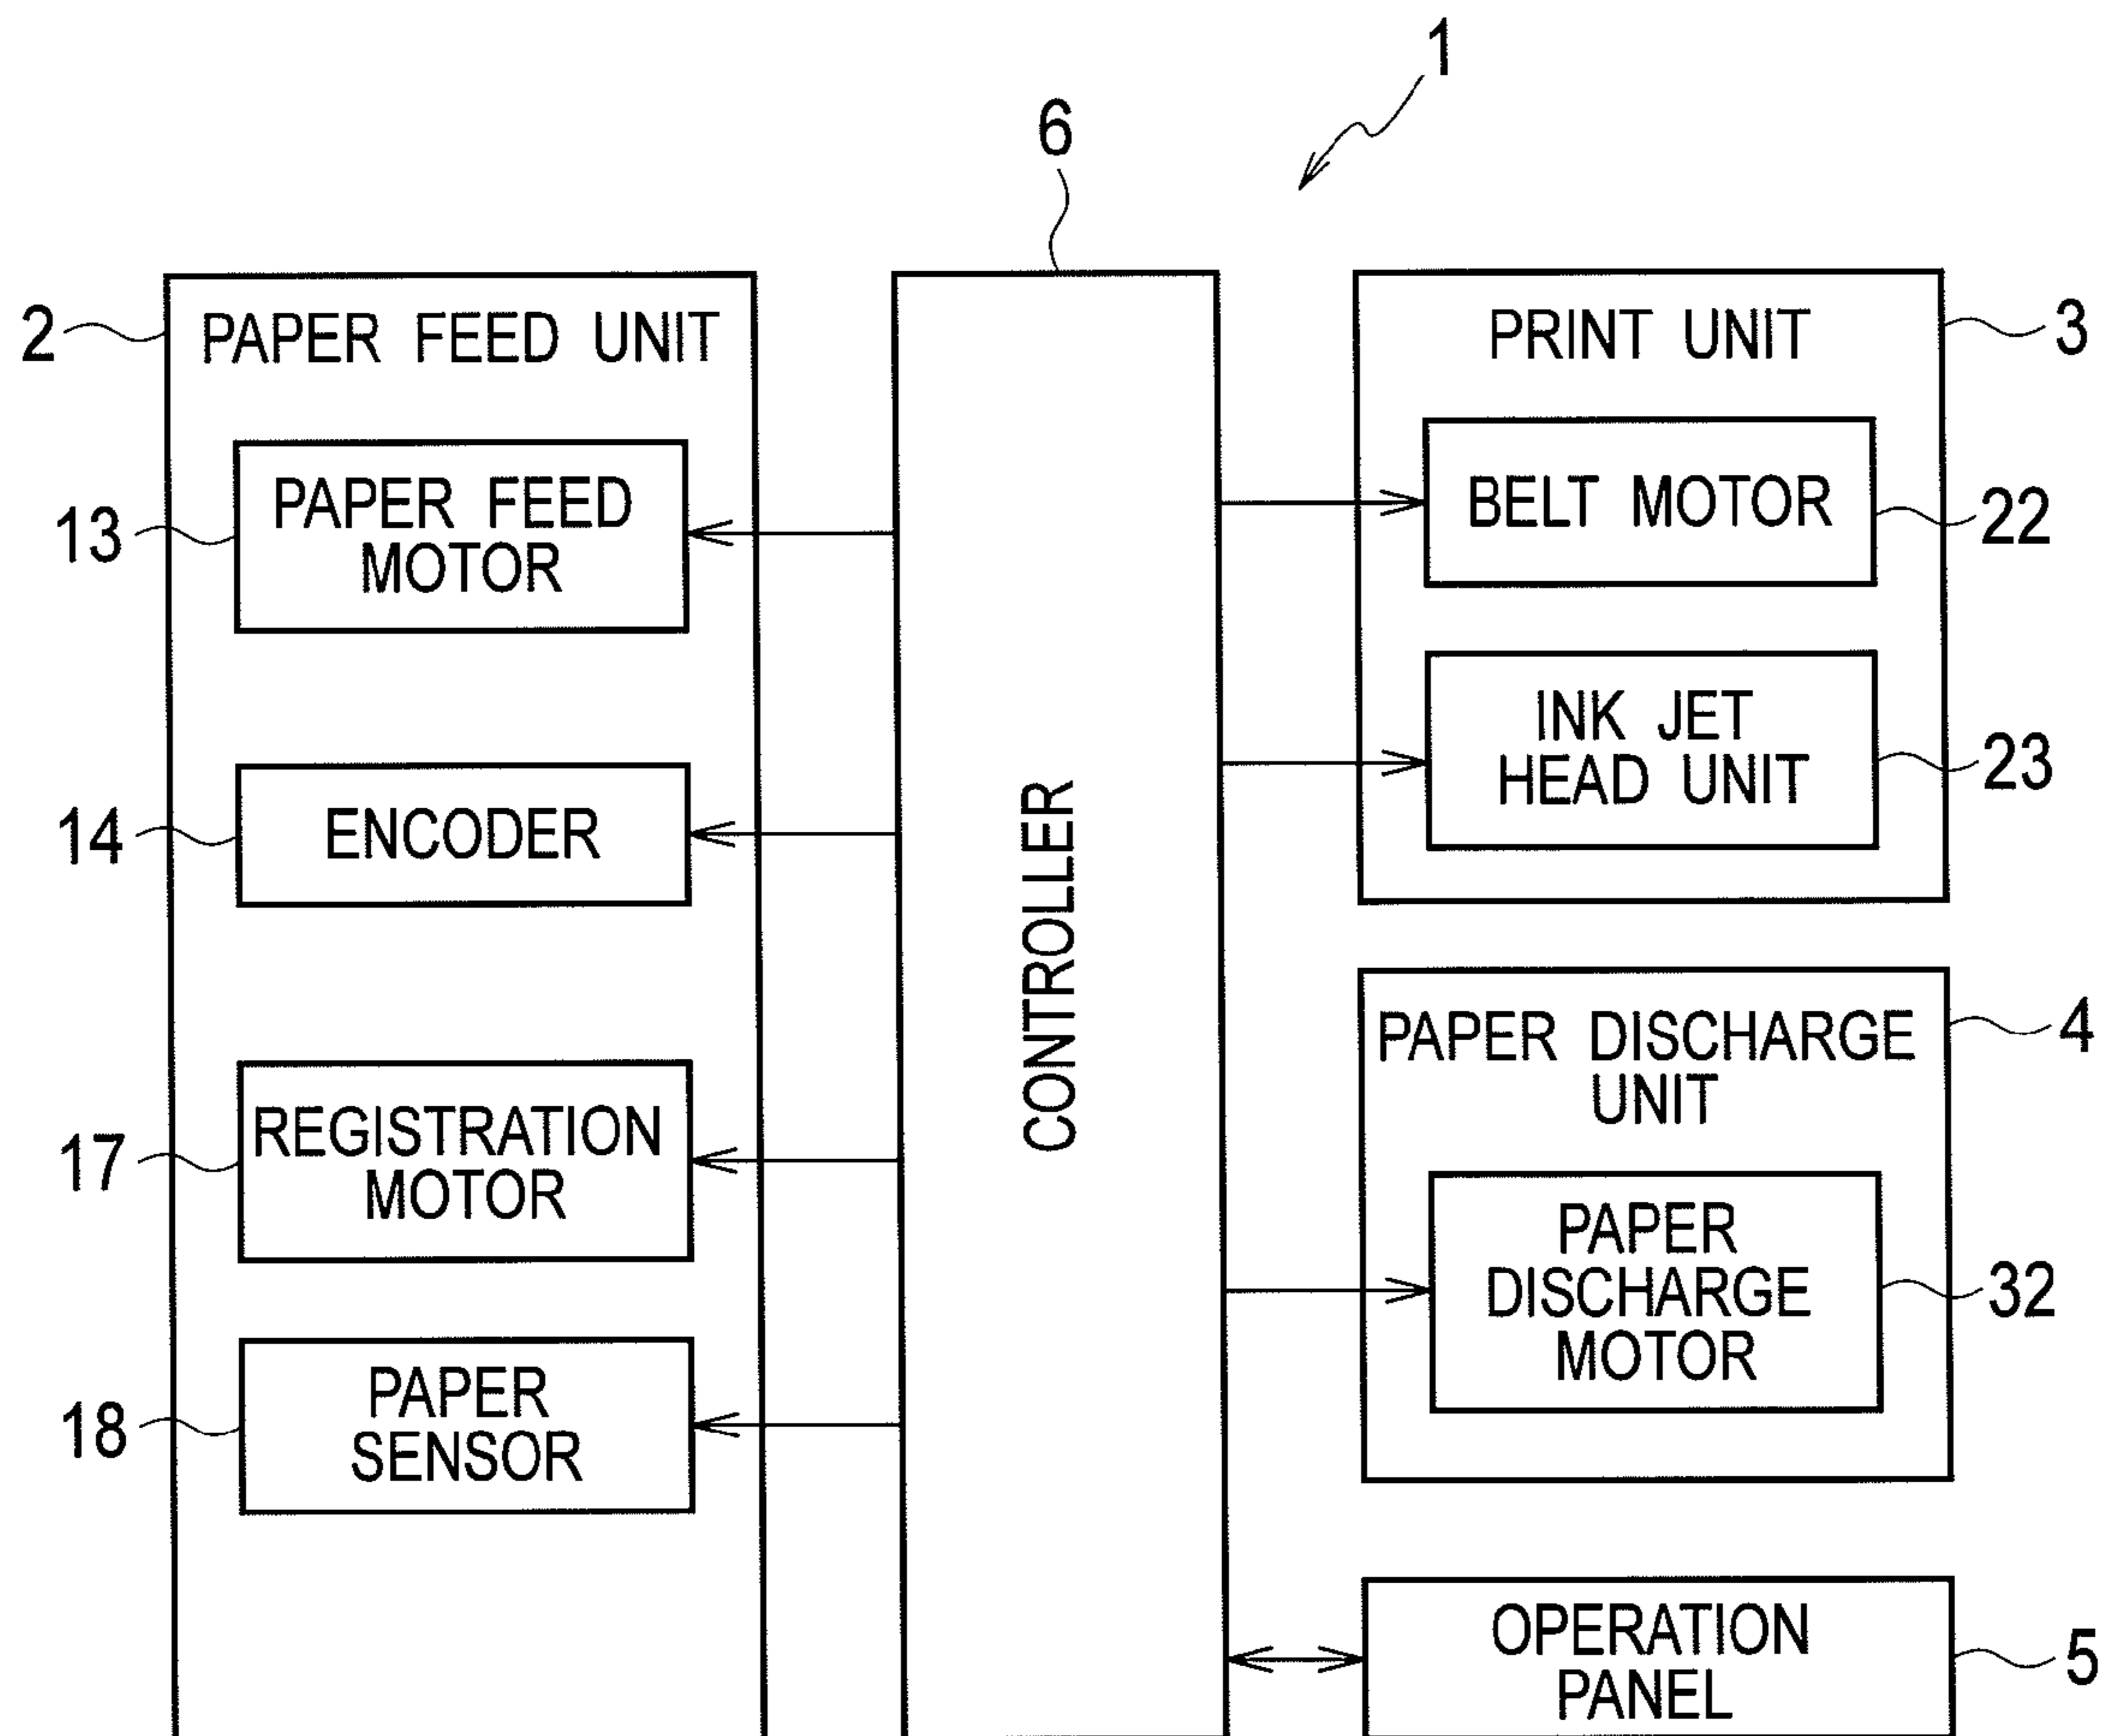 1
6
2
PAPER FEED UNIT
13
PAPER FEED
MOTOR
14
ENCODER
17
REGISTRATION
MOTOR
18
PAPER
SENSOR
CONTROLLER
PRINT UNIT
3
BELT MOTOR
22
INK JET
HEAD UNIT
23
PAPER DISCHARGE
UNIT
4
PAPER
DISCHARGE
MOTOR
32
OPERATION
PANEL
5